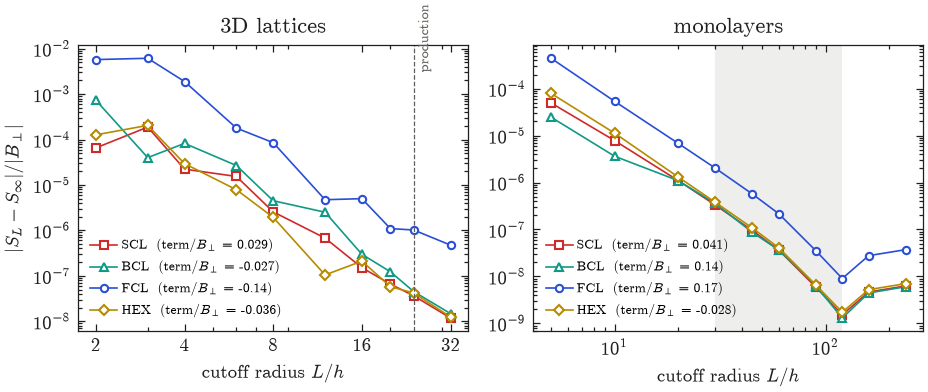 3D lattices
production
10⁻²
10⁻³
10⁻⁴
10⁻⁵
10⁻⁶
10⁻⁷
10⁻⁸
|S_L − S_∞|/|B_⊥|
SCL (term/B_⊥ = 0.029)
BCL (term/B_⊥ = -0.027)
FCL (term/B_⊥ = -0.14)
HEX (term/B_⊥ = -0.036)
2 4 8 16 32
cutoff radius L/h
monolayers
10⁻⁴
10⁻⁵
10⁻⁶
10⁻⁷
10⁻⁸
10⁻⁹
SCL (term/B_⊥ = 0.041)
BCL (term/B_⊥ = 0.14)
FCL (term/B_⊥ = 0.17)
HEX (term/B_⊥ = -0.028)
10¹ 10²
cutoff radius L/h